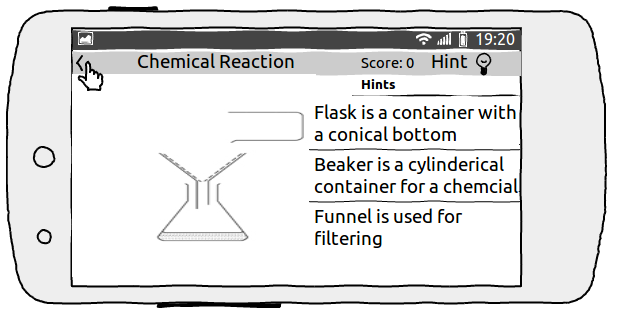 19:20
Chemical Reaction Score: 0 Hint
Hints
Flask is a container with
a conical bottom
Beaker is a cylinderical
container for a chemcial
Funnel is used for
filtering